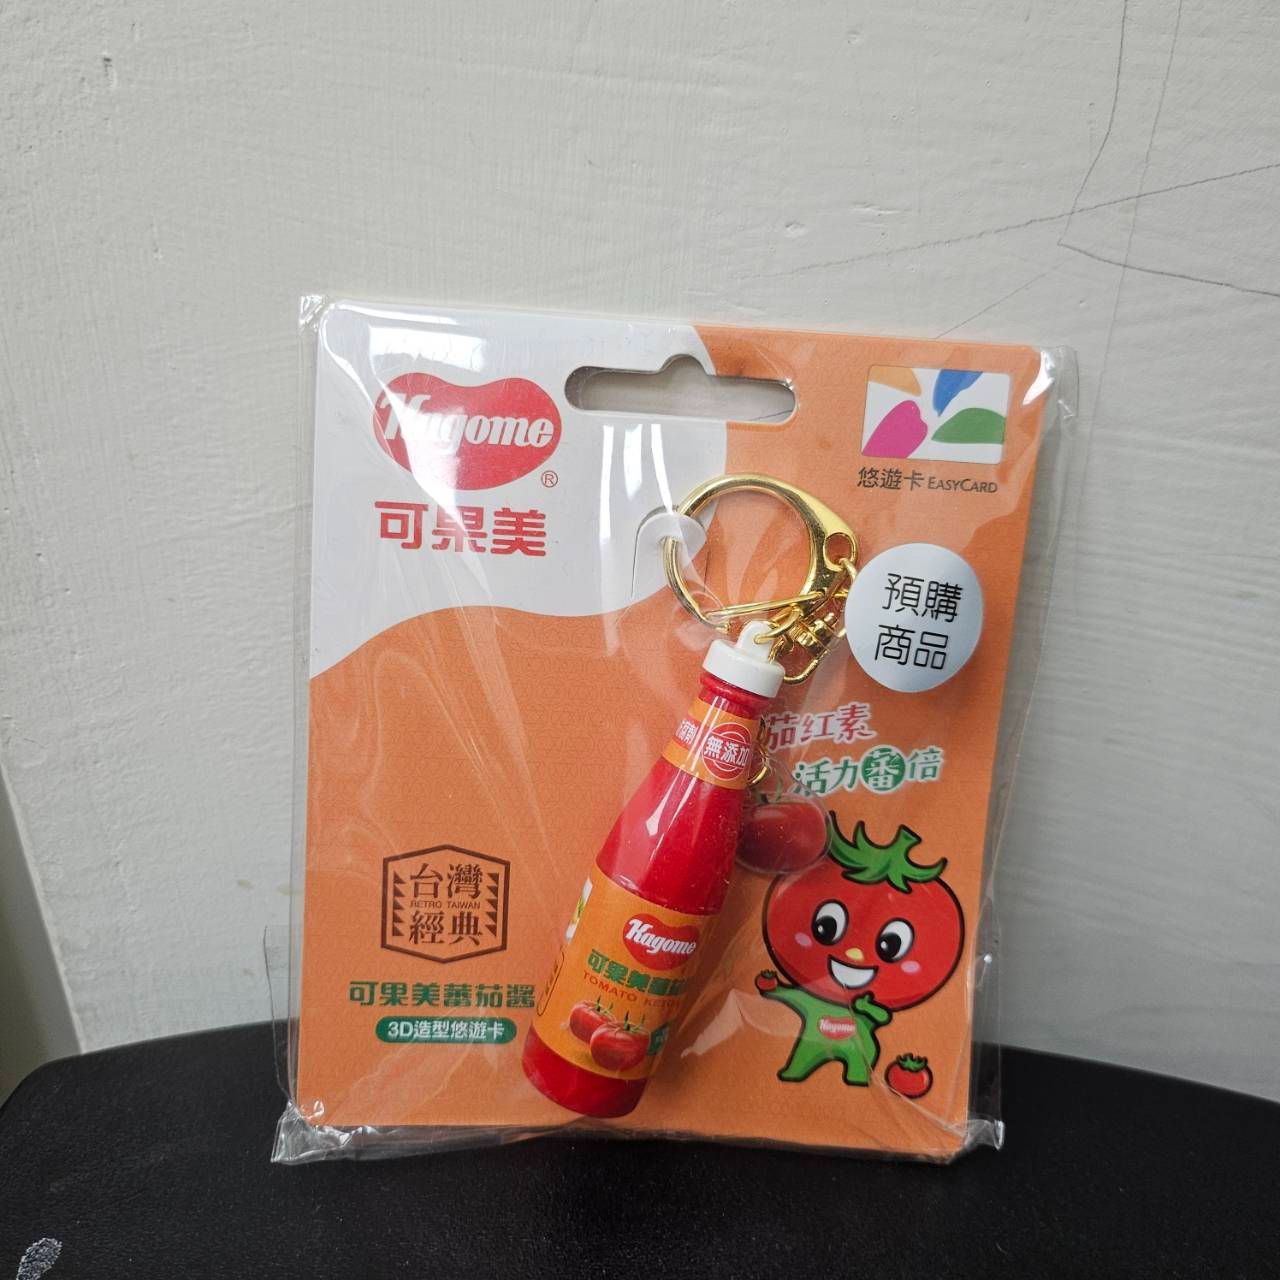 Kagome
®
可果美
悠遊卡 EASYCARD
預購
商品
茄紅素
活力蕃倍
無添加
台灣
RETRO TAIWAN
經典
可果美蕃茄醬
3D造型悠遊卡
Kagome
可果美蕃茄
TOMATO KE
Kagome